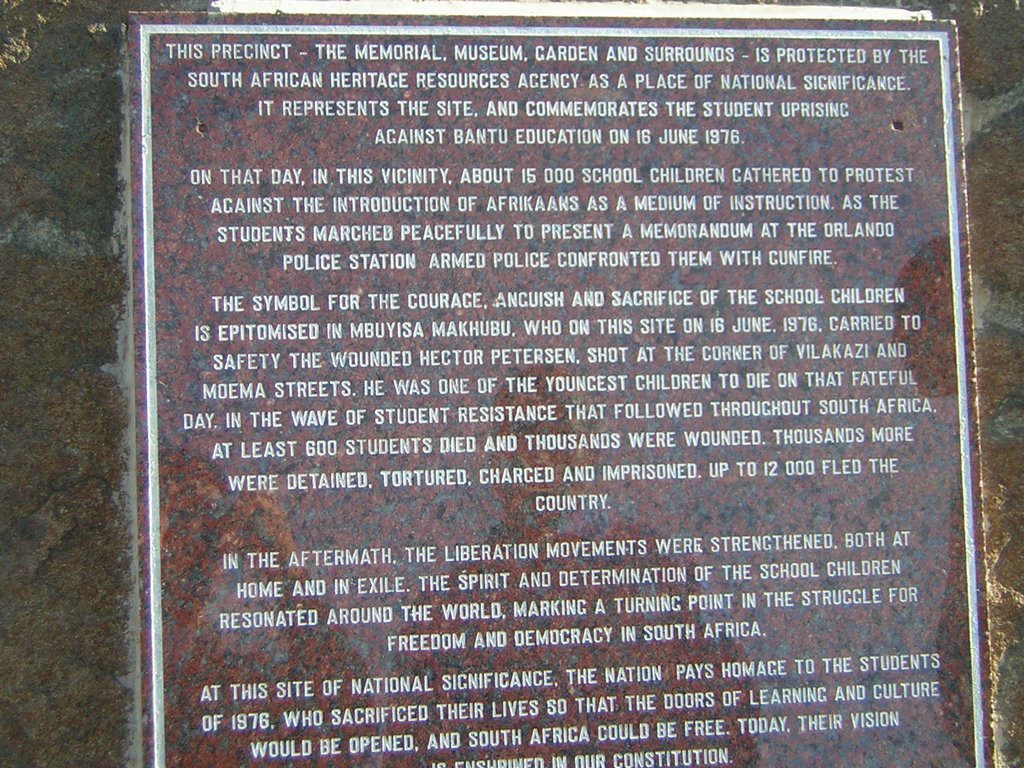 THIS PRECINCT - THE MEMORIAL, MUSEUM, GARDEN AND SURROUNDS - IS PROTECTED BY THE
SOUTH AFRICAN HERITAGE RESOURCES AGENCY AS A PLACE OF NATIONAL SIGNIFICANCE.
IT REPRESENTS THE SITE, AND COMMEMORATES THE STUDENT UPRISING
AGAINST BANTU EDUCATION ON 16 JUNE 1976.
ON THAT DAY, IN THIS VICINITY, ABOUT 15 000 SCHOOL CHILDREN GATHERED TO PROTEST
AGAINST THE INTRODUCTION OF AFRIKAANS AS A MEDIUM OF INSTRUCTION. AS THE
STUDENTS MARCHED PEACEFULLY TO PRESENT A MEMORANDUM AT THE ORLANDO
POLICE STATION ARMED POLICE CONFRONTED THEM WITH GUNFIRE.
THE SYMBOL FOR THE COURAGE, ANGUISH AND SACRIFICE OF THE SCHOOL CHILDREN
IS EPITOMISED IN MBUYISA MAKHUBU, WHO ON THIS SITE ON 16 JUNE, 1976, CARRIED TO
SAFETY THE WOUNDED HECTOR PETERSEN, SHOT AT THE CORNER OF VILAKAZI AND
MOEMA STREETS. HE WAS ONE OF THE YOUNGEST CHILDREN TO DIE ON THAT FATEFUL
DAY. IN THE WAVE OF STUDENT RESISTANCE THAT FOLLOWED THROUGHOUT SOUTH AFRICA,
AT LEAST 600 STUDENTS DIED AND THOUSANDS WERE WOUNDED. THOUSANDS MORE
WERE DETAINED, TORTURED, CHARGED AND IMPRISONED. UP TO 12 000 FLED THE
COUNTRY.
IN THE AFTERMATH, THE LIBERATION MOVEMENTS WERE STRENGTHENED, BOTH AT
HOME AND IN EXILE. THE SPIRIT AND DETERMINATION OF THE SCHOOL CHILDREN
RESONATED AROUND THE WORLD, MARKING A TURNING POINT IN THE STRUGGLE FOR
FREEDOM AND DEMOCRACY IN SOUTH AFRICA.
AT THIS SITE OF NATIONAL SIGNIFICANCE, THE NATION PAYS HOMAGE TO THE STUDENTS
OF 1976, WHO SACRIFICED THEIR LIVES SO THAT THE DOORS OF LEARNING AND CULTURE
WOULD BE OPENED, AND SOUTH AFRICA COULD BE FREE. TODAY, THEIR VISION
IS ENSHRINED IN OUR CONSTITUTION.